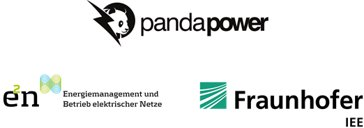 pandapower
e²n
Energiemanagement und
Betrieb elektrischer Netze
Fraunhofer
IEE